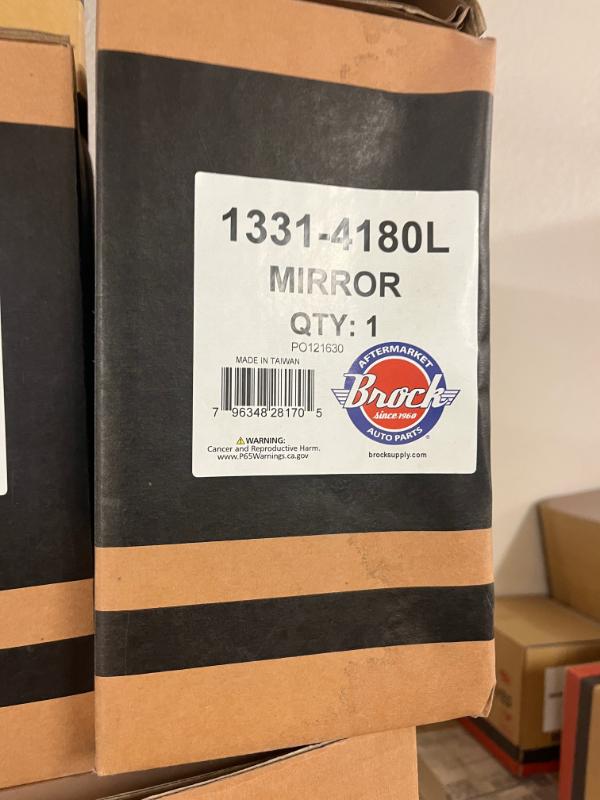 1331-4180L
MIRROR
QTY: 1
PO121630
MADE IN TAIWAN
7 96348 28170 5
⚠WARNING:
Cancer and Reproductive Harm.
www.P65Warnings.ca.gov
AFTERMARKET
Brock
since 1960
AUTO PARTS
brocksupply.com